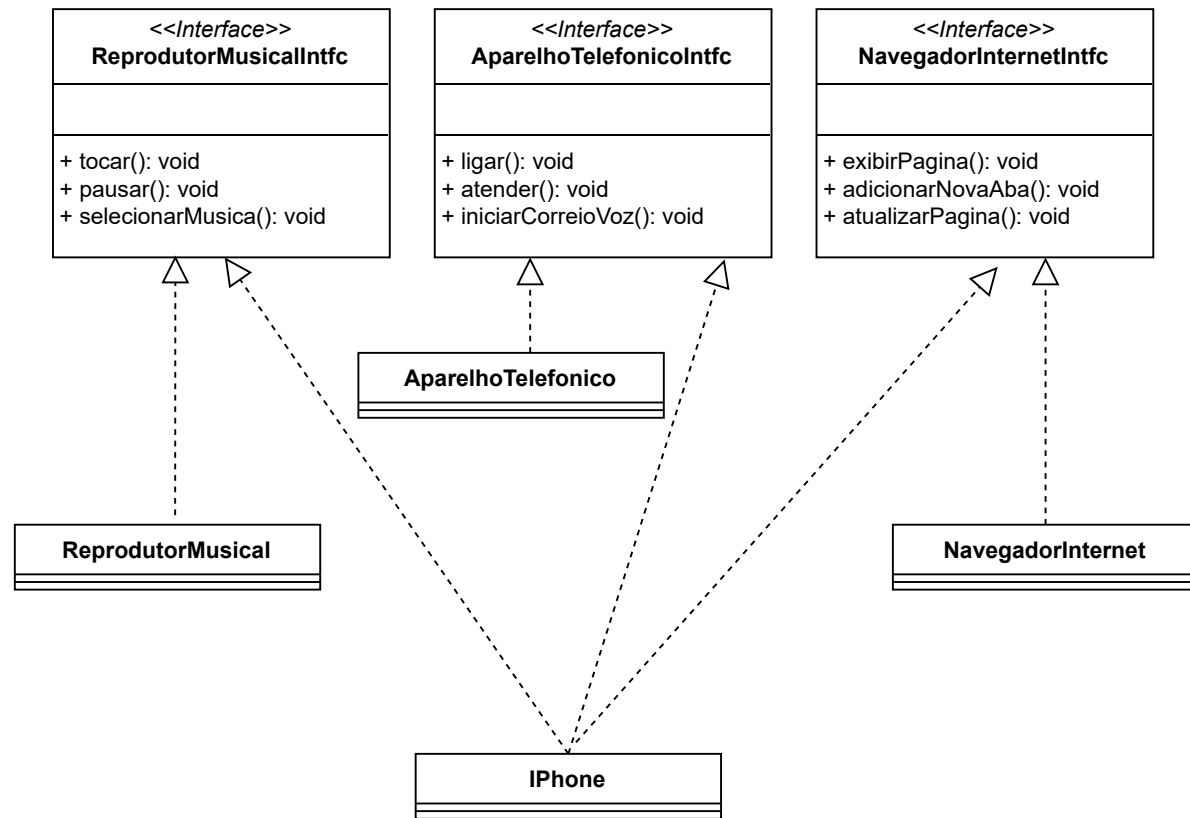 <<Interface>>
ReprodutorMusicalIntfc
+ tocar(): void
+ pausar(): void
+ selecionarMusica(): void
<<Interface>>
AparelhoTelefonicoIntfc
+ ligar(): void
+ atender(): void
+ iniciarCorreioVoz(): void
<<Interface>>
NavegadorInternetIntfc
+ exibirPagina(): void
+ adicionarNovaAba(): void
+ atualizarPagina(): void
AparelhoTelefonico
ReprodutorMusical
NavegadorInternet
IPhone